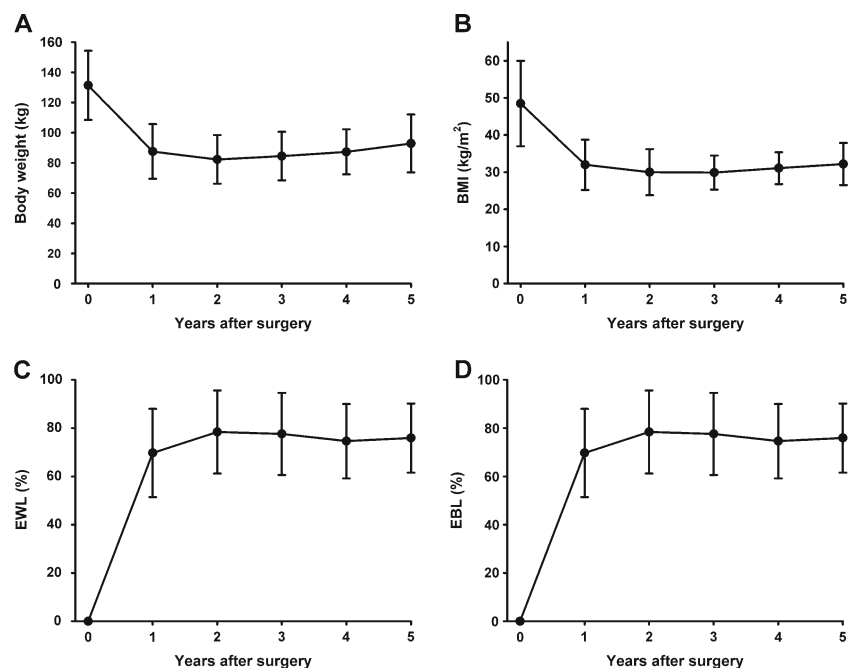 A
Body weight (kg)
160
140
120
100
80
60
40
20
0
0 1 2 3 4 5
Years after surgery
B
BMI (kg/m²)
60
50
40
30
20
10
0
0 1 2 3 4 5
Years after surgery
C
EWL (%)
100
80
60
40
20
0
0 1 2 3 4 5
Years after surgery
D
EBL (%)
100
80
60
40
20
0
0 1 2 3 4 5
Years after surgery